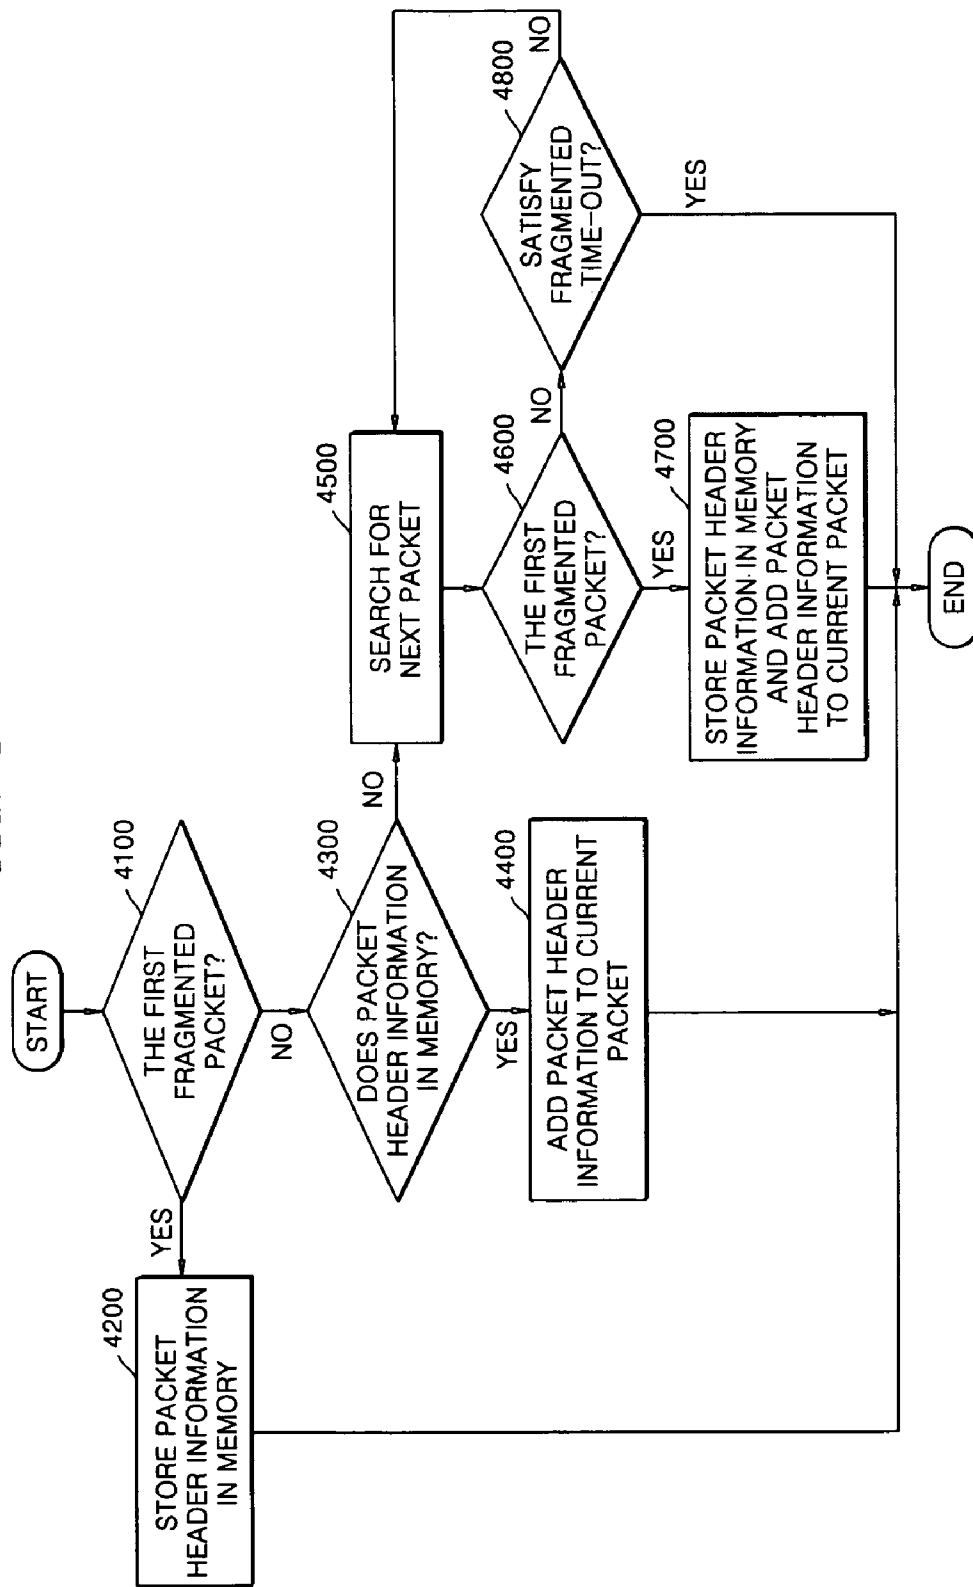 START
4100
THE FIRST
FRAGMENTED
PACKET?
YES
NO
4200
STORE PACKET
HEADER INFORMATION
IN MEMORY
4300
DOES PACKET
HEADER INFORMATION
IN MEMORY?
NO
YES
4400
ADD PACKET HEADER
INFORMATION TO CURRENT
PACKET
4500
SEARCH FOR
NEXT PACKET
4600
THE FIRST
FRAGMENTED
PACKET?
NO
YES
4700
STORE PACKET HEADER
INFORMATION IN MEMORY
AND ADD PACKET
HEADER INFORMATION
TO CURRENT PACKET
4800
SATISFY
FRAGMENTED
TIME-OUT?
NO
YES
END